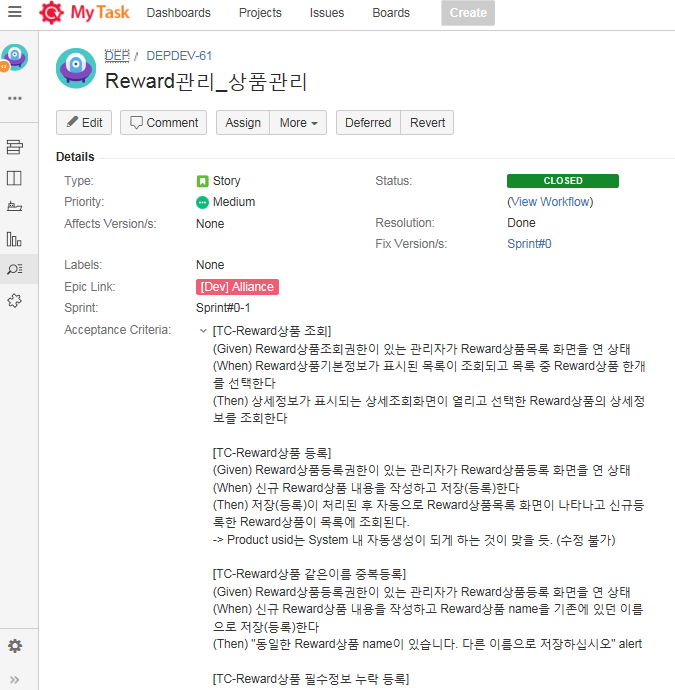 My Task Dashboards Projects Issues Boards Create
DEP / DEPDEV-61
Reward관리_상품관리
Edit Comment Assign More Deferred Revert
Details
Type: Story Status: CLOSED
Priority: Medium (View Workflow)
Affects Version/s: None Resolution: Done
Fix Version/s: Sprint#0
Labels: None
Epic Link: [Dev] Alliance
Sprint: Sprint#0-1
Acceptance Criteria: [TC-Reward상품 조회]
(Given) Reward상품조회권한이 있는 관리자가 Reward상품목록 화면을 연 상태
(When) Reward상품기본정보가 표시된 목록이 조회되고 목록 중 Reward상품 한개
를 선택한다
(Then) 상세정보가 표시되는 상세조회화면이 열리고 선택한 Reward상품의 상세정
보를 조회한다
[TC-Reward상품 등록]
(Given) Reward상품등록권한이 있는 관리자가 Reward상품등록 화면을 연 상태
(When) 신규 Reward상품 내용을 작성하고 저장(등록)한다
(Then) 저장(등록)이 처리된 후 자동으로 Reward상품목록 화면이 나타나고 신규등
록한 Reward상품이 목록에 조회된다.
-> Product usid는 System 내 자동생성이 되게 하는 것이 맞을 듯. (수정 불가)
[TC-Reward상품 같은이름 중복등록]
(Given) Reward상품등록권한이 있는 관리자가 Reward상품등록 화면을 연 상태
(When) 신규 Reward상품 내용을 작성하고 Reward상품 name을 기존에 있던 이름
으로 저장(등록)한다
(Then) "동일한 Reward상품 name이 있습니다. 다른 이름으로 저장하십시오" alert
[TC-Reward상품 필수정보 누락 등록]